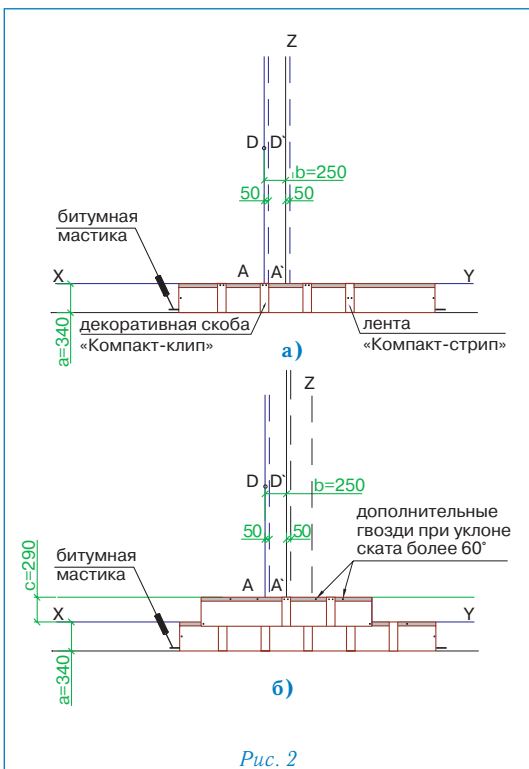 Z
D D`
b=250
50 50
битумная
мастика
X A A` Y
a=340
декоративная скоба
«Компакт-клип»
лента
«Компакт-стрип»
а)
Z
D D`
b=250
50 50
дополнительные
гвозди при уклоне
ската более 60°
битумная
мастика
c=290
A A`
X Y
a=340
б)
Рис. 2